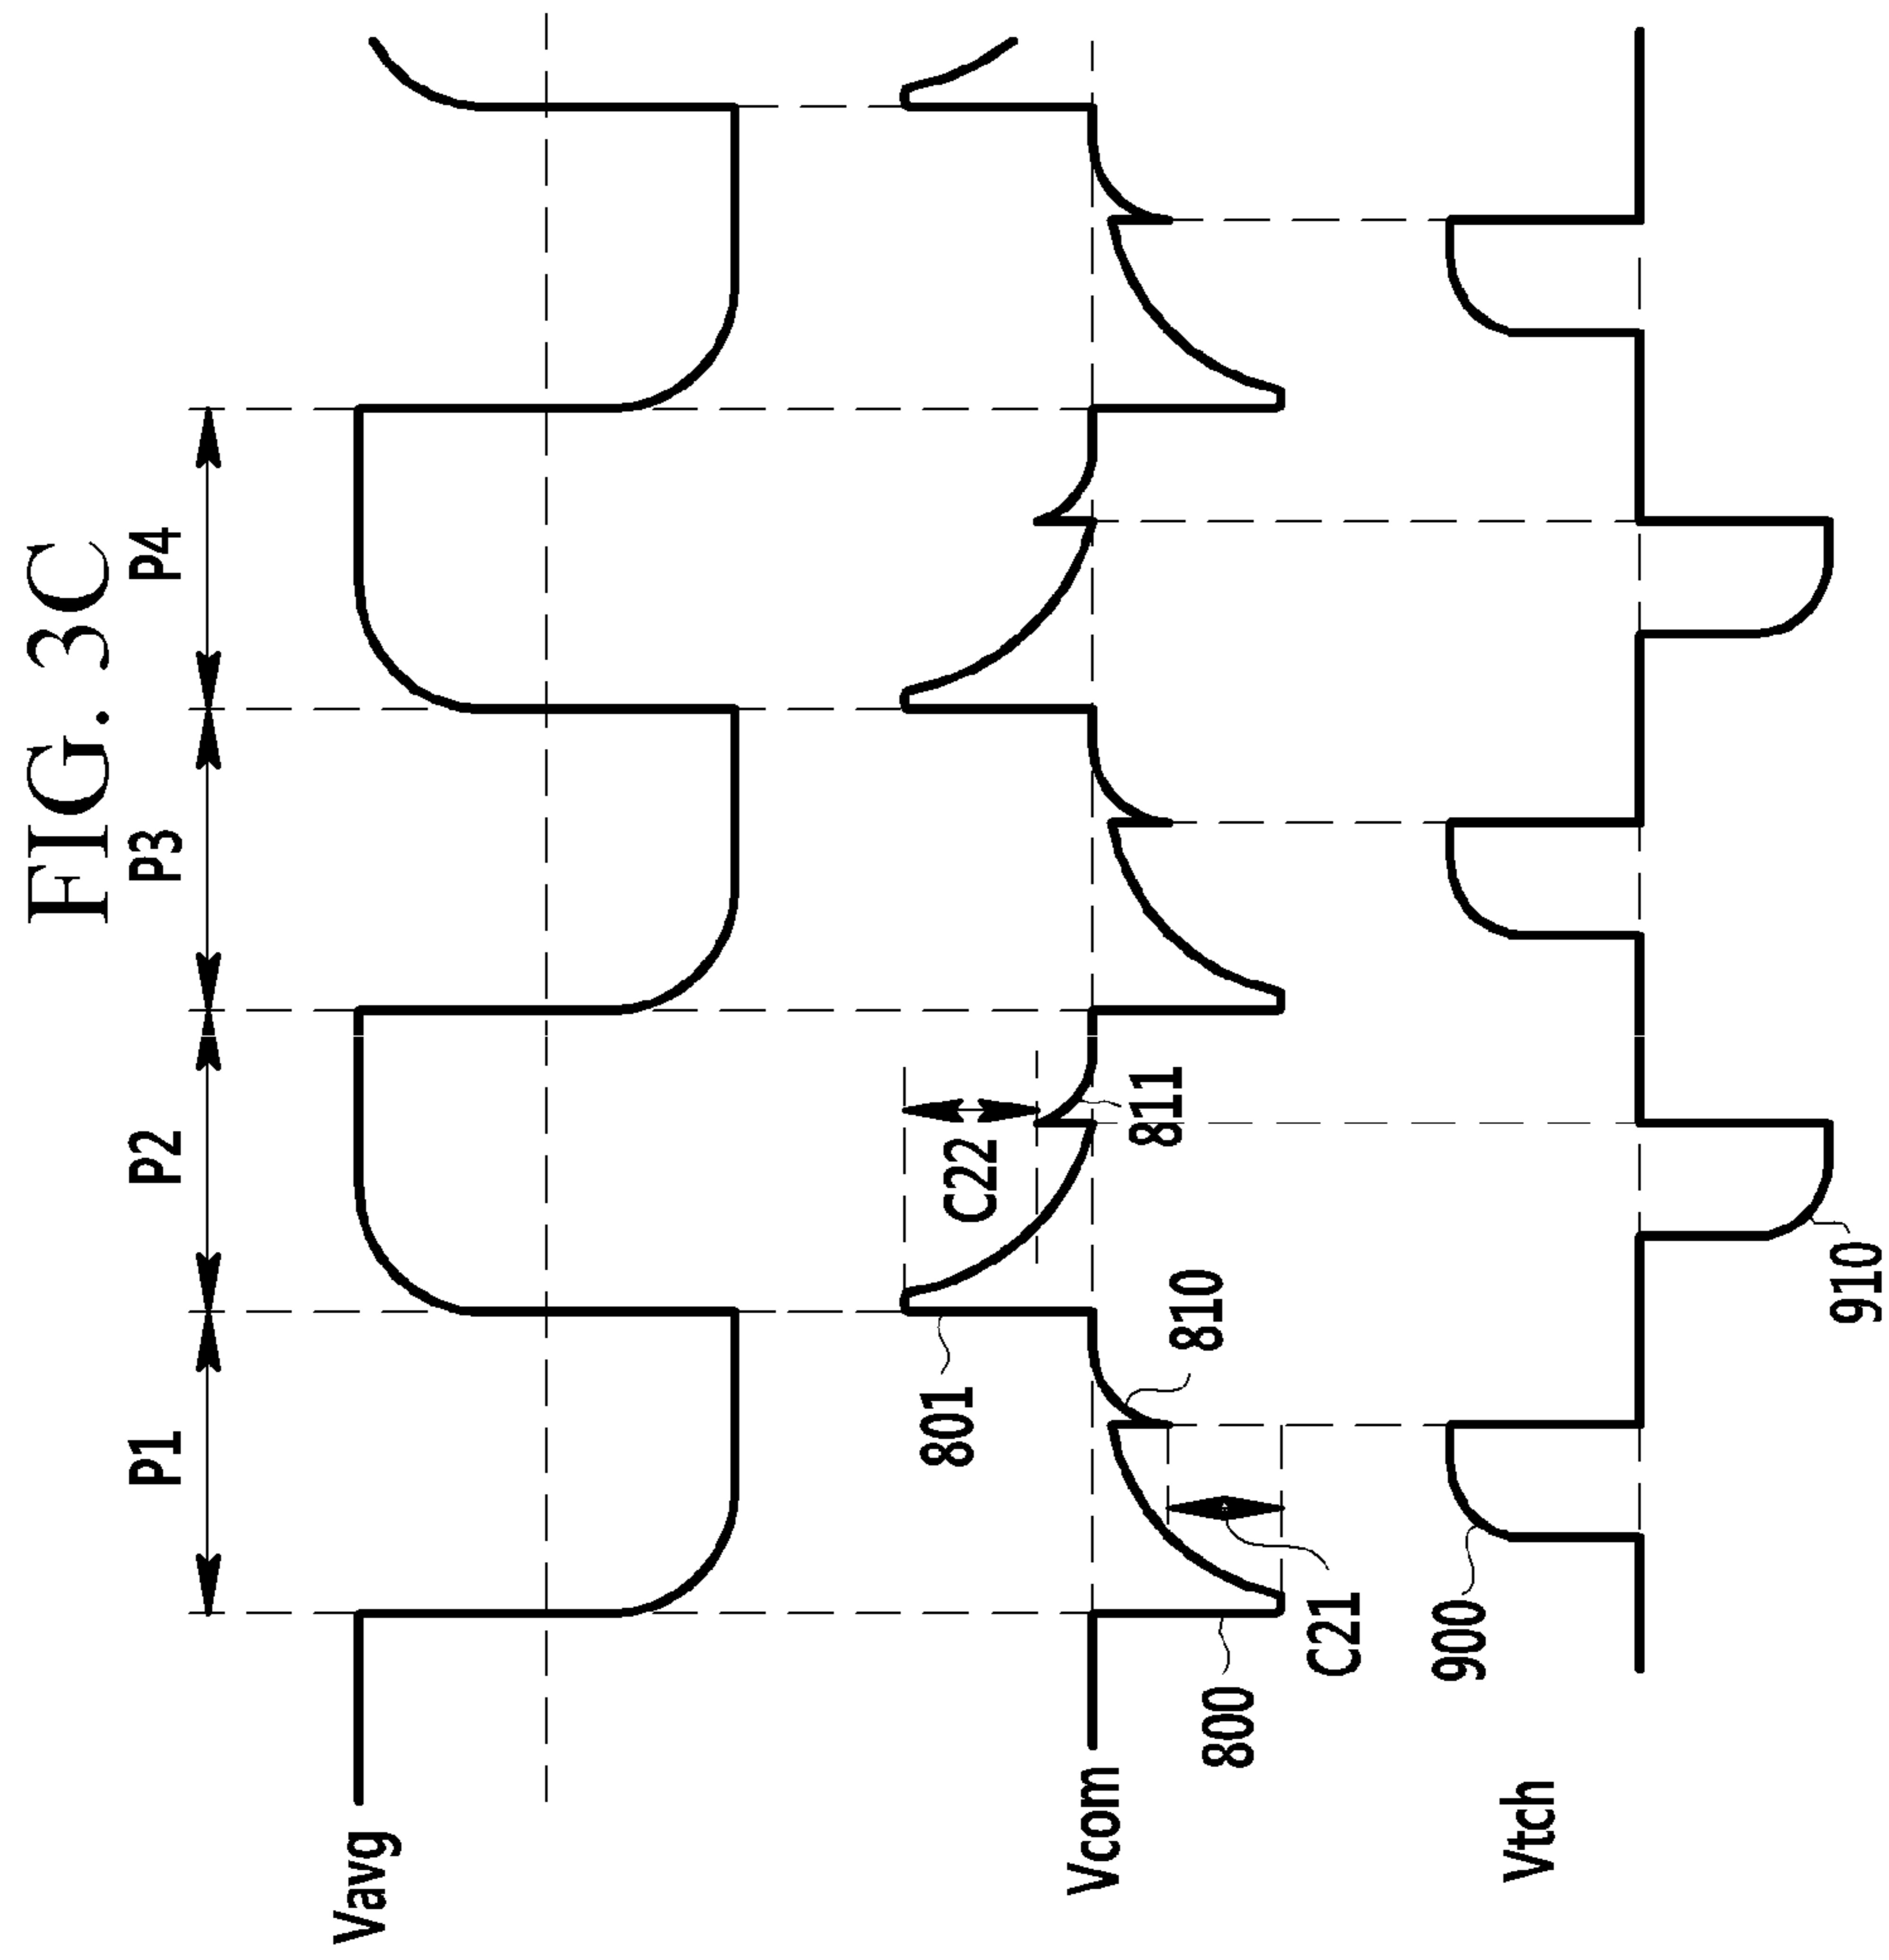 FIG. 3C
P1 P2 P3 P4
Vavg
801 C22
Vcom
811
800 810
C21
Vtch
900
910